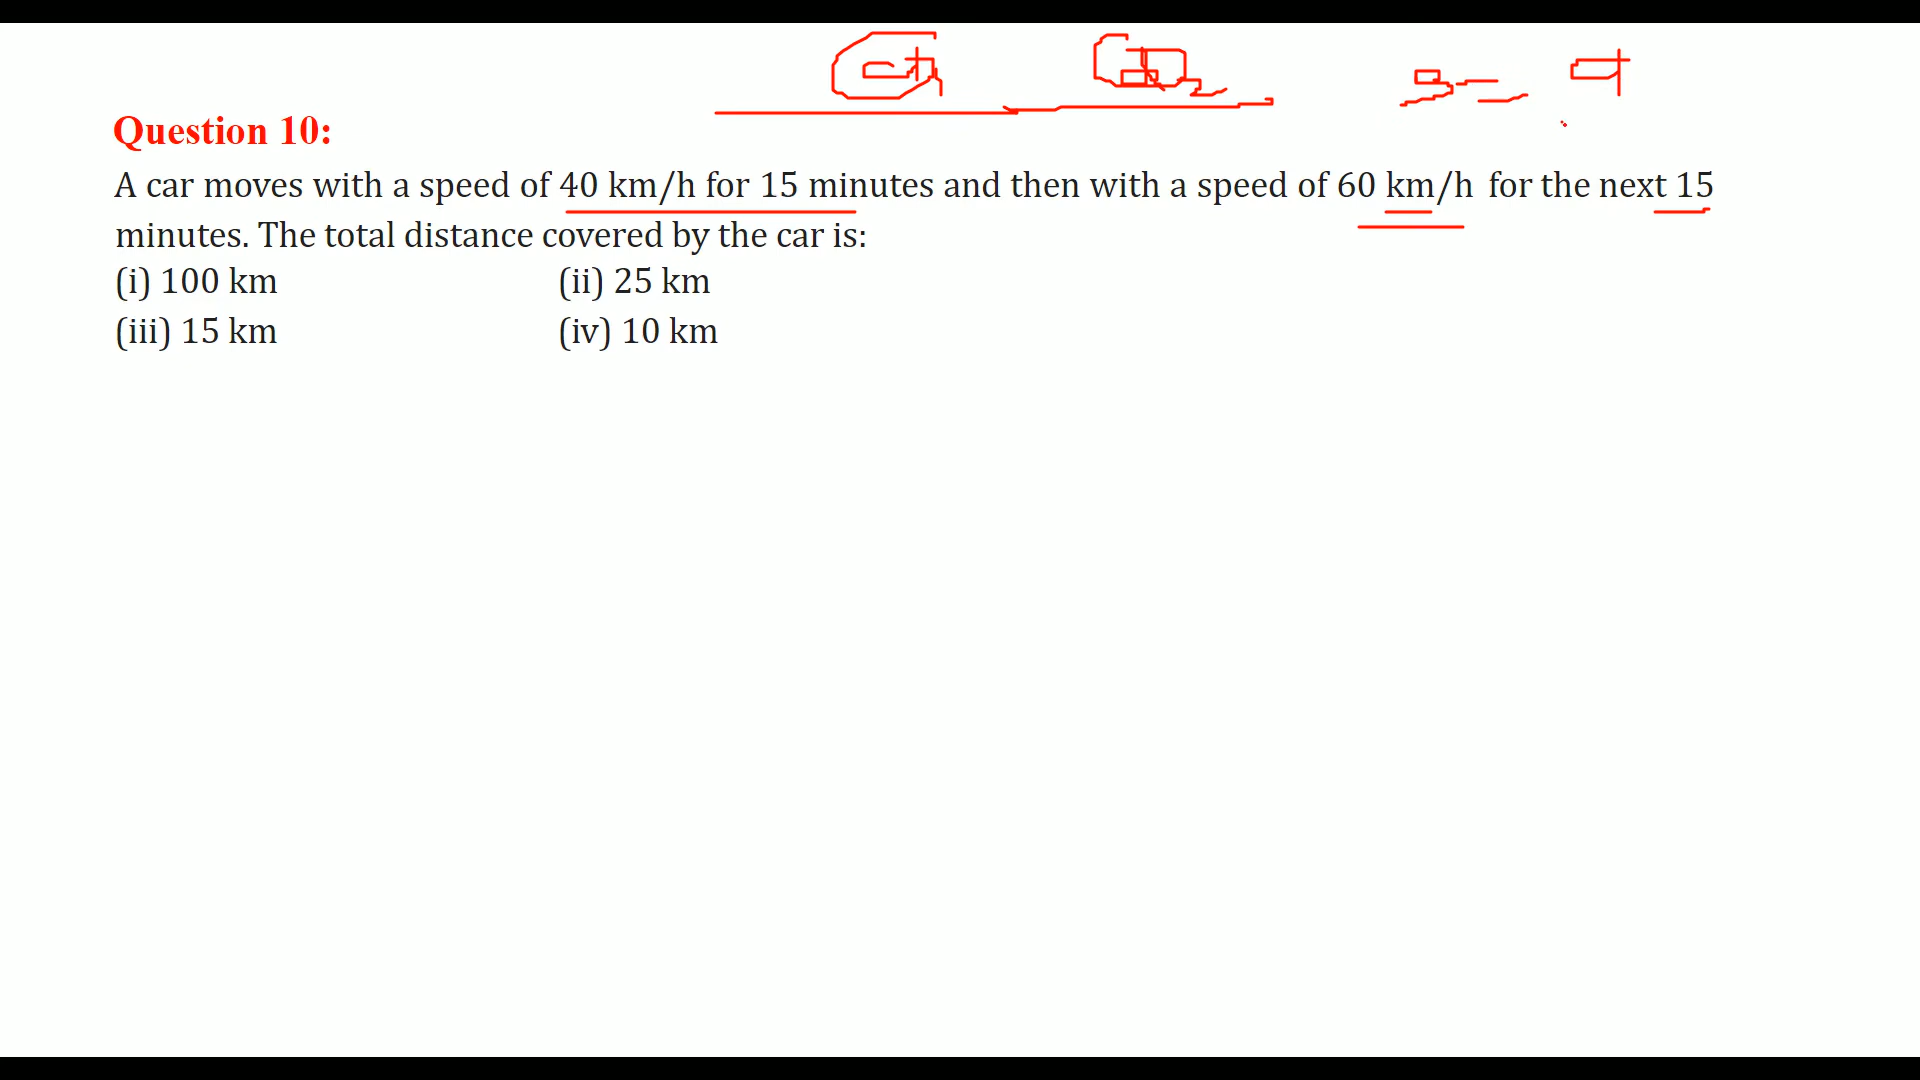 Question 10:
A car moves with a speed of 40 km/h for 15 minutes and then with a speed of 60 km/h for the next 15
minutes. The total distance covered by the car is:
(i) 100 km (ii) 25 km
(iii) 15 km (iv) 10 km